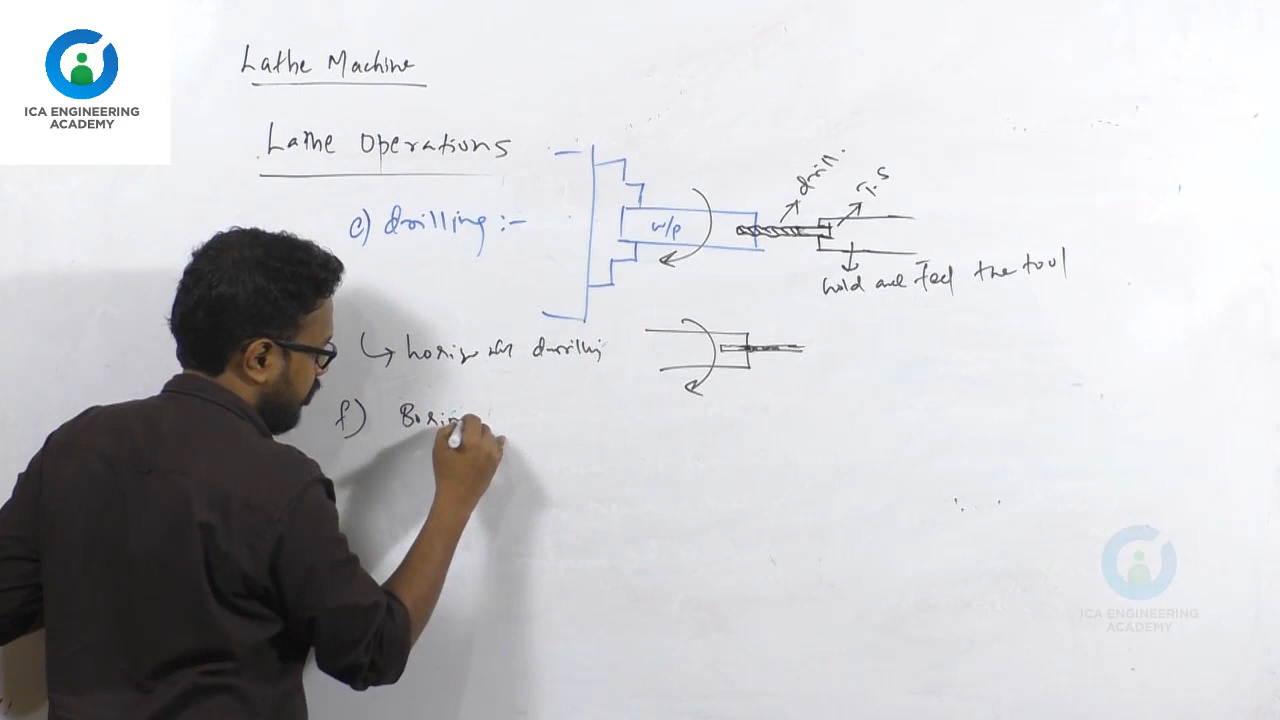 ICA ENGINEERING
ACADEMY
Lathe Machine
Lathe Operations
e) drilling :-
w/p
drill.
T.S
hold and Feed the tool
↳ horizontal drilling
f) Boring
ICA ENGINEERING
ACADEMY